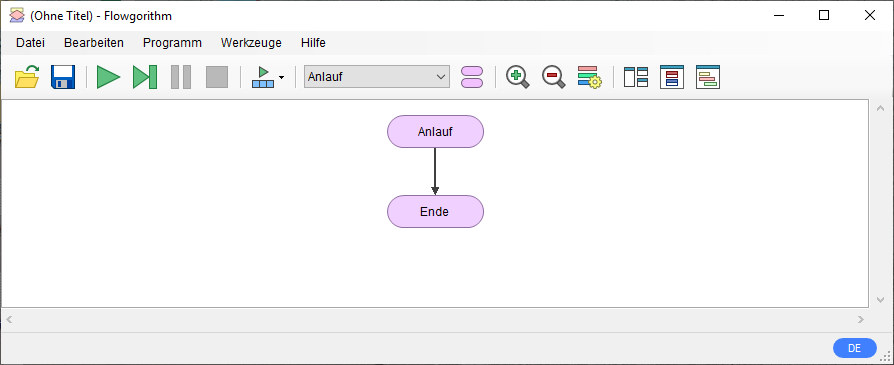 (Ohne Titel) - Flowgorithm
Datei Bearbeiten Programm Werkzeuge Hilfe
Anlauf
Anlauf
Ende
DE